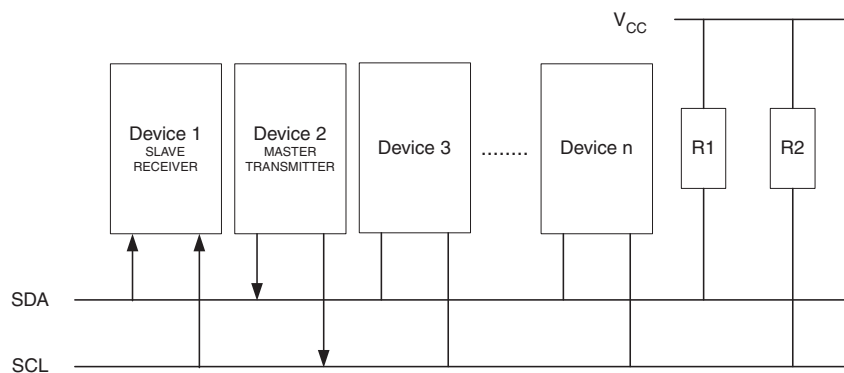 V_CC
Device 1
SLAVE
RECEIVER
Device 2
MASTER
TRANSMITTER
Device 3
........
Device n
R1
R2
SDA
SCL